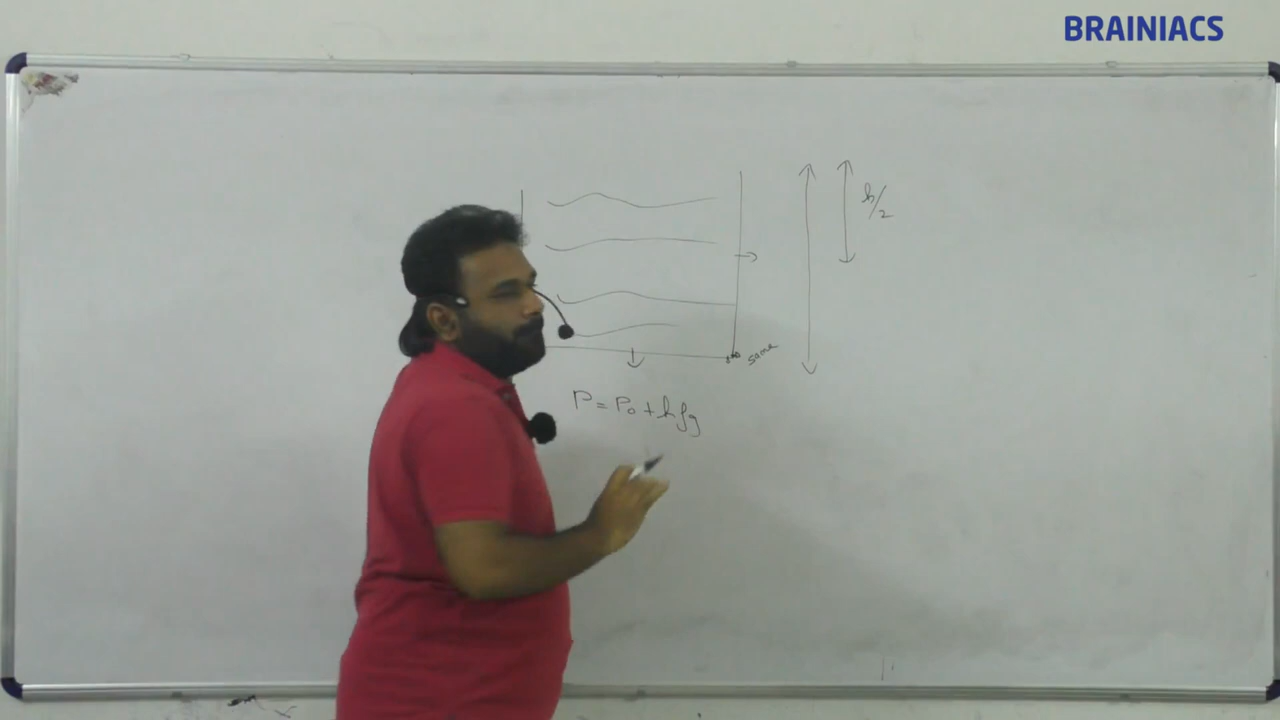 BRAINIACS
h/2
same
P = P₀ + hρg